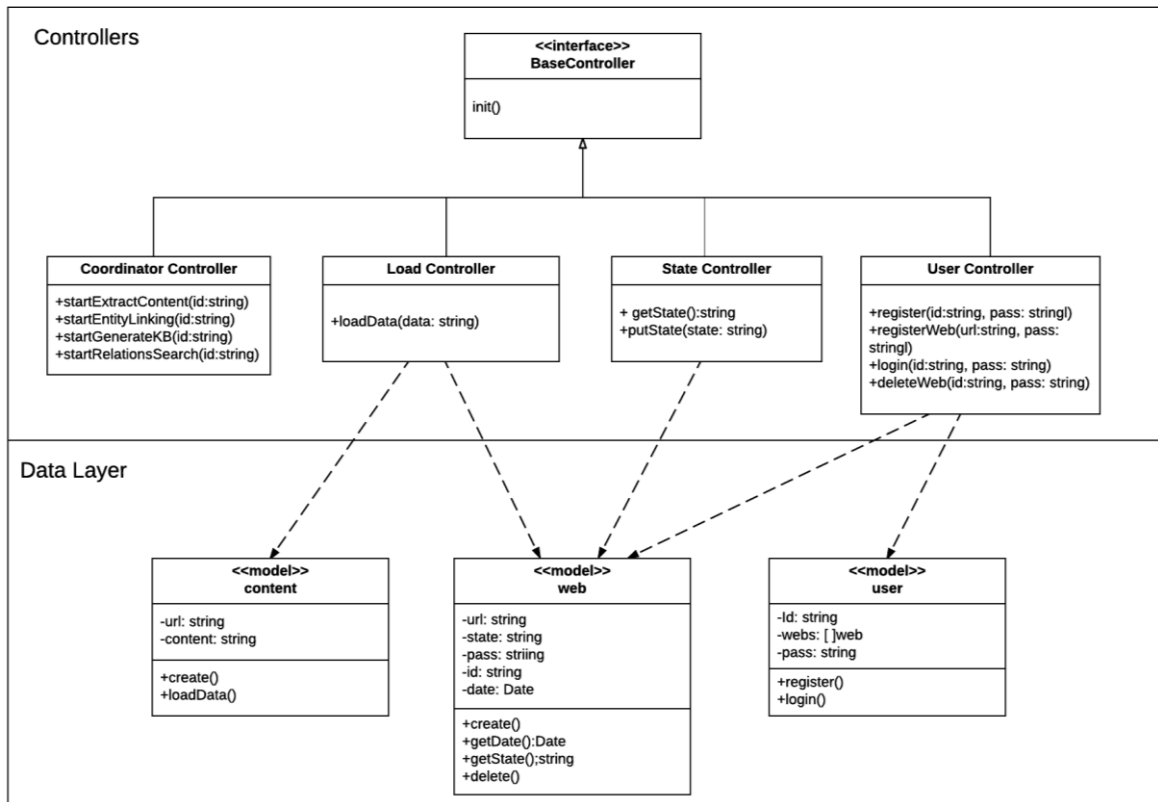 Controllers
<<interface>>
BaseController
init()
Coordinator Controller
+startExtractContent(id:string)
+startEntityLinking(id:string)
+startGenerateKB(id:string)
+startRelationsSearch(id:string)
Load Controller
+loadData(data: string)
State Controller
+ getState():string
+putState(state: string)
User Controller
+register(id:string, pass: stringl)
+registerWeb(url:string, pass:
stringl)
+login(id:string, pass: string)
+deleteWeb(id:string, pass: string)
Data Layer
<<model>>
content
-url: string
-content: string
+create()
+loadData()
<<model>>
web
-url: string
-state: string
-pass: striing
-id: string
-date: Date
+create()
+getDate():Date
+getState();string
+delete()
<<model>>
user
-Id: string
-webs: [ ]web
-pass: string
+register()
+login()